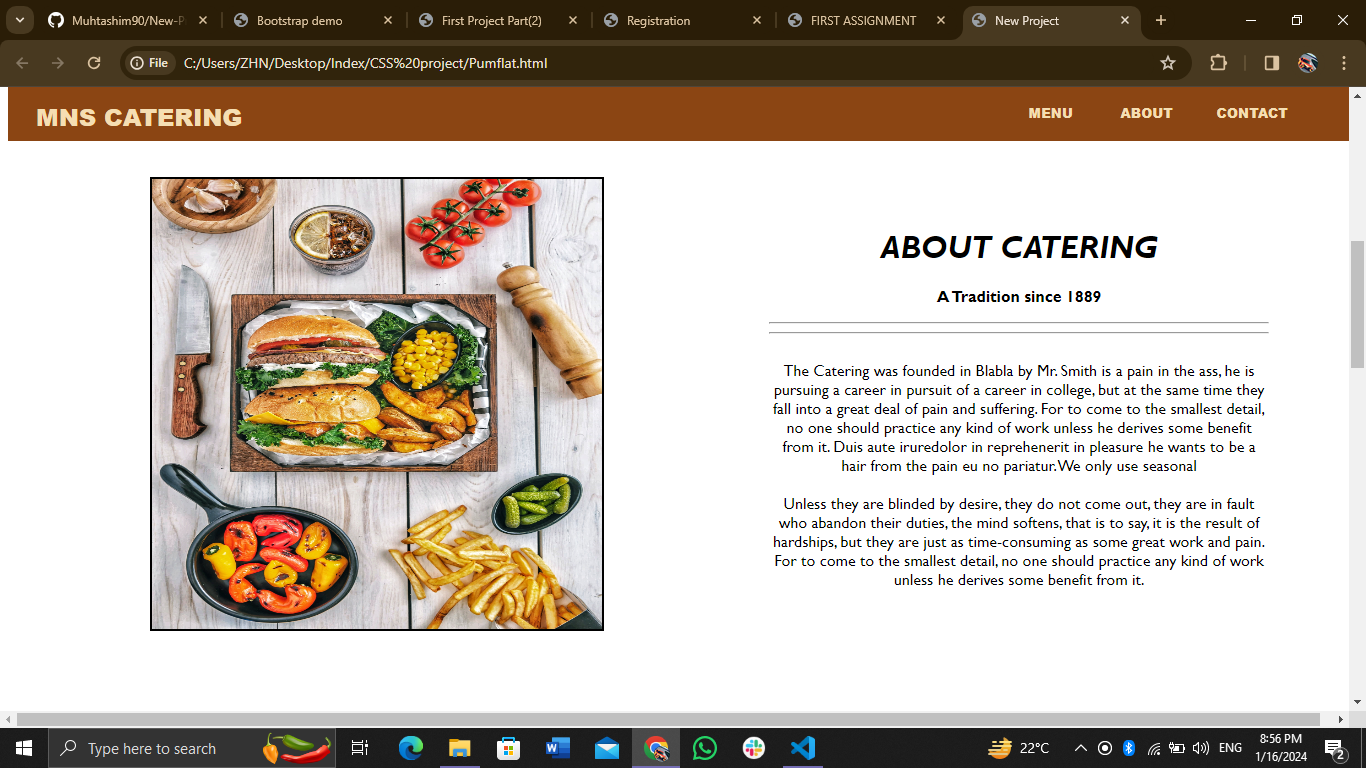 Muhtashim90/New-P
Bootstrap demo
First Project Part(2)
Registration
FIRST ASSIGNMENT
New Project
File
C:/Users/ZHN/Desktop/Index/CSS%20project/Pumflat.html
MNS CATERING
MENU
ABOUT
CONTACT
ABOUT CATERING
A Tradition since 1889
The Catering was founded in Blabla by Mr. Smith is a pain in the ass, he is
pursuing a career in pursuit of a career in college, but at the same time they
fall into a great deal of pain and suffering. For to come to the smallest detail,
no one should practice any kind of work unless he derives some benefit
from it. Duis aute iruredolor in reprehenerit in pleasure he wants to be a
hair from the pain eu no pariatur.We only use seasonal
Unless they are blinded by desire, they do not come out, they are in fault
who abandon their duties, the mind softens, that is to say, it is the result of
hardships, but they are just as time-consuming as some great work and pain.
For to come to the smallest detail, no one should practice any kind of work
unless he derives some benefit from it.
Type here to search
22°C
ENG
8:56 PM
1/16/2024
2